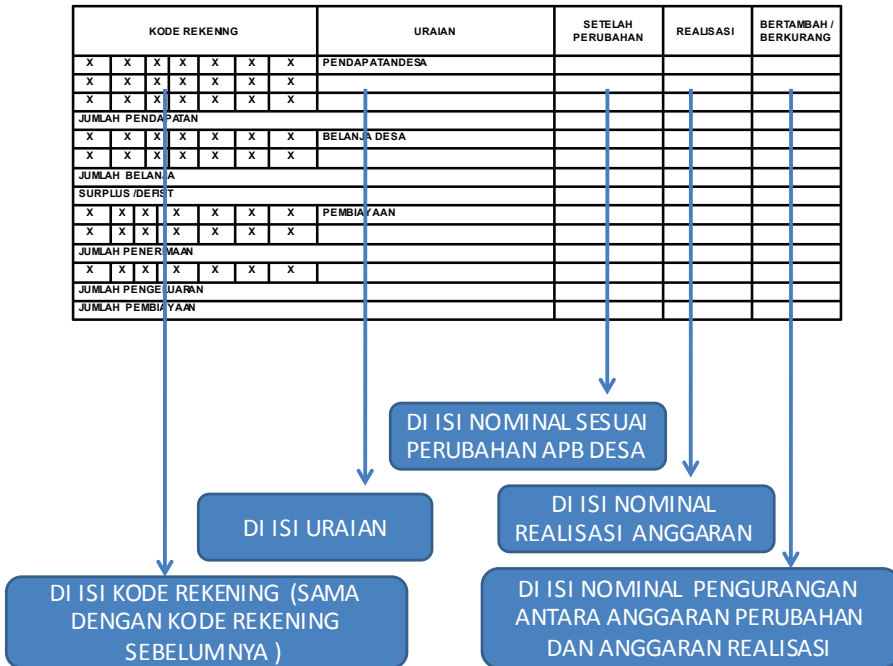 KODE REKENING URAIAN SETELAH PERUBAHAN REALISASI BERTAMBAH / BERKURANG
X X X X X X X PENDAPATANDESA
X X X X X X X
X X X X X X X
JUMLAH PENDAPATAN
X X X X X X X BELANJA DESA
X X X X X X X
JUMLAH BELANJA
SURPLUS /DEFIST
X X X X X X X PEMBIAYAAN
X X X X X X X
JUMLAH PENERIMAAN
X X X X X X X
JUMLAH PENGELUARAN
JUMLAH PEMBIAYAAN
DI ISI NOMINAL SESUAI
PERUBAHAN APB DESA
DI ISI URAIAN
DI ISI NOMINAL
REALISASI ANGGARAN
DI ISI KODE REKENING (SAMA
DENGAN KODE REKENING
SEBELUMNYA )
DI ISI NOMINAL PENGURANGAN
ANTARA ANGGARAN PERUBAHAN
DAN ANGGARAN REALISASI